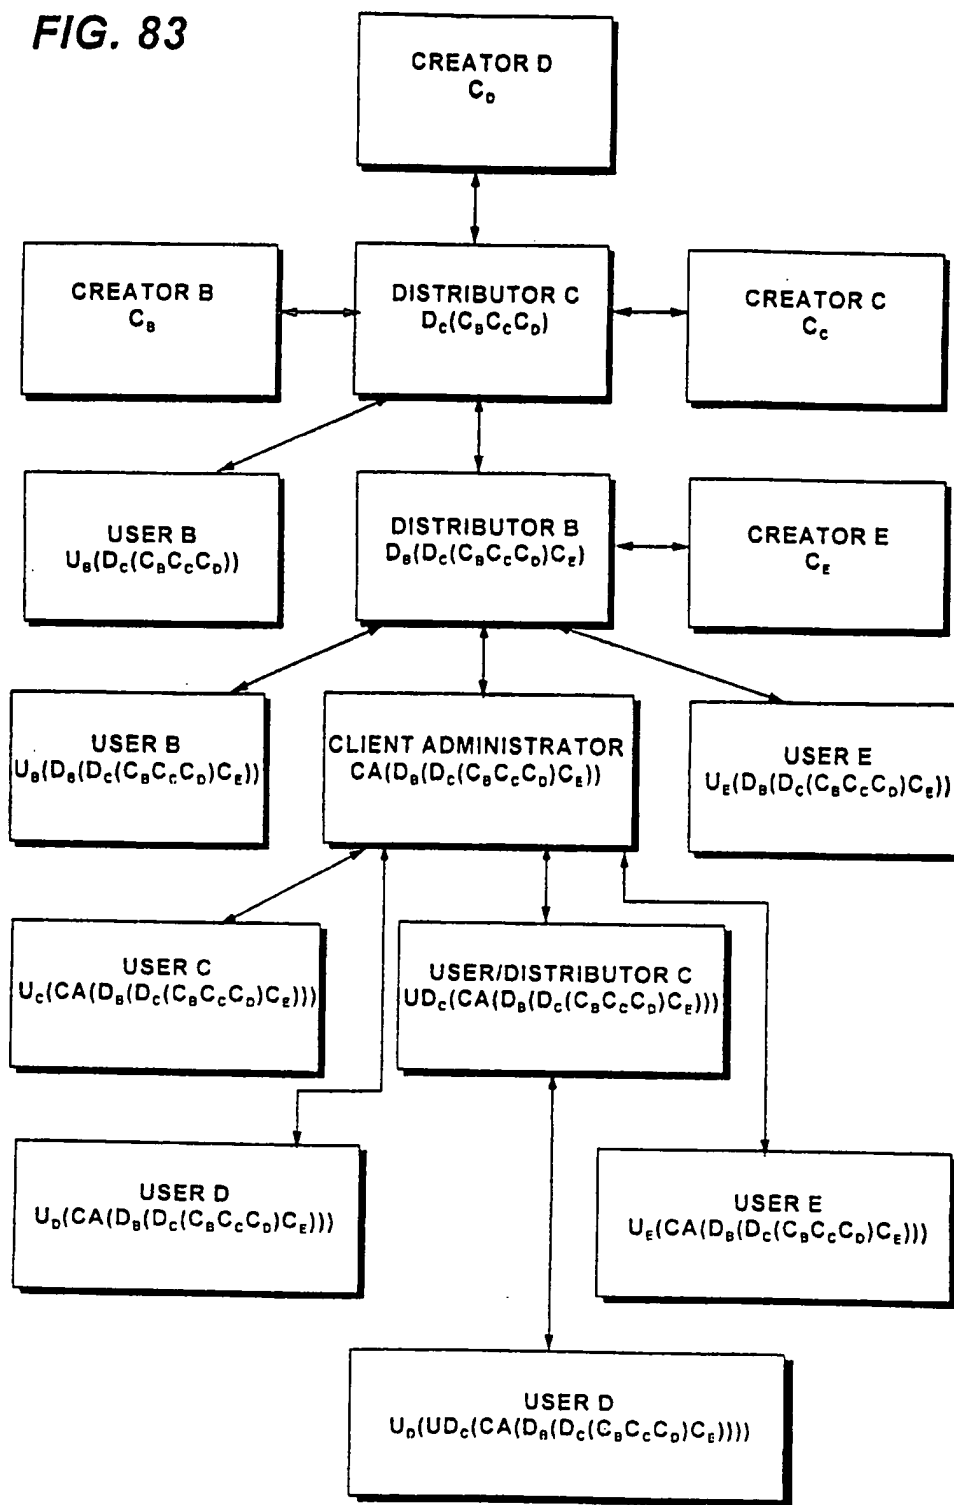 FIG. 83
CREATOR D
C_D
CREATOR B
C_B
DISTRIBUTOR C
D_C(C_BC_CC_D)
CREATOR C
C_C
USER B
U_B(D_C(C_BC_CC_D))
DISTRIBUTOR B
D_B(D_C(C_BC_CC_D)C_E)
CREATOR E
C_E
USER B
U_B(D_B(D_C(C_BC_CC_D)C_E))
CLIENT ADMINISTRATOR
CA(D_B(D_C(C_BC_CC_D)C_E))
USER E
U_E(D_B(D_C(C_BC_CC_D)C_E))
USER C
U_C(CA(D_B(D_C(C_BC_CC_D)C_E)))
USER/DISTRIBUTOR C
UD_C(CA(D_B(D_C(C_BC_CC_D)C_E)))
USER D
U_D(CA(D_B(D_C(C_BC_CC_D)C_E)))
USER E
U_E(CA(D_B(D_C(C_BC_CC_D)C_E)))
USER D
U_D(UD_C(CA(D_B(D_C(C_BC_CC_D)C_E))))